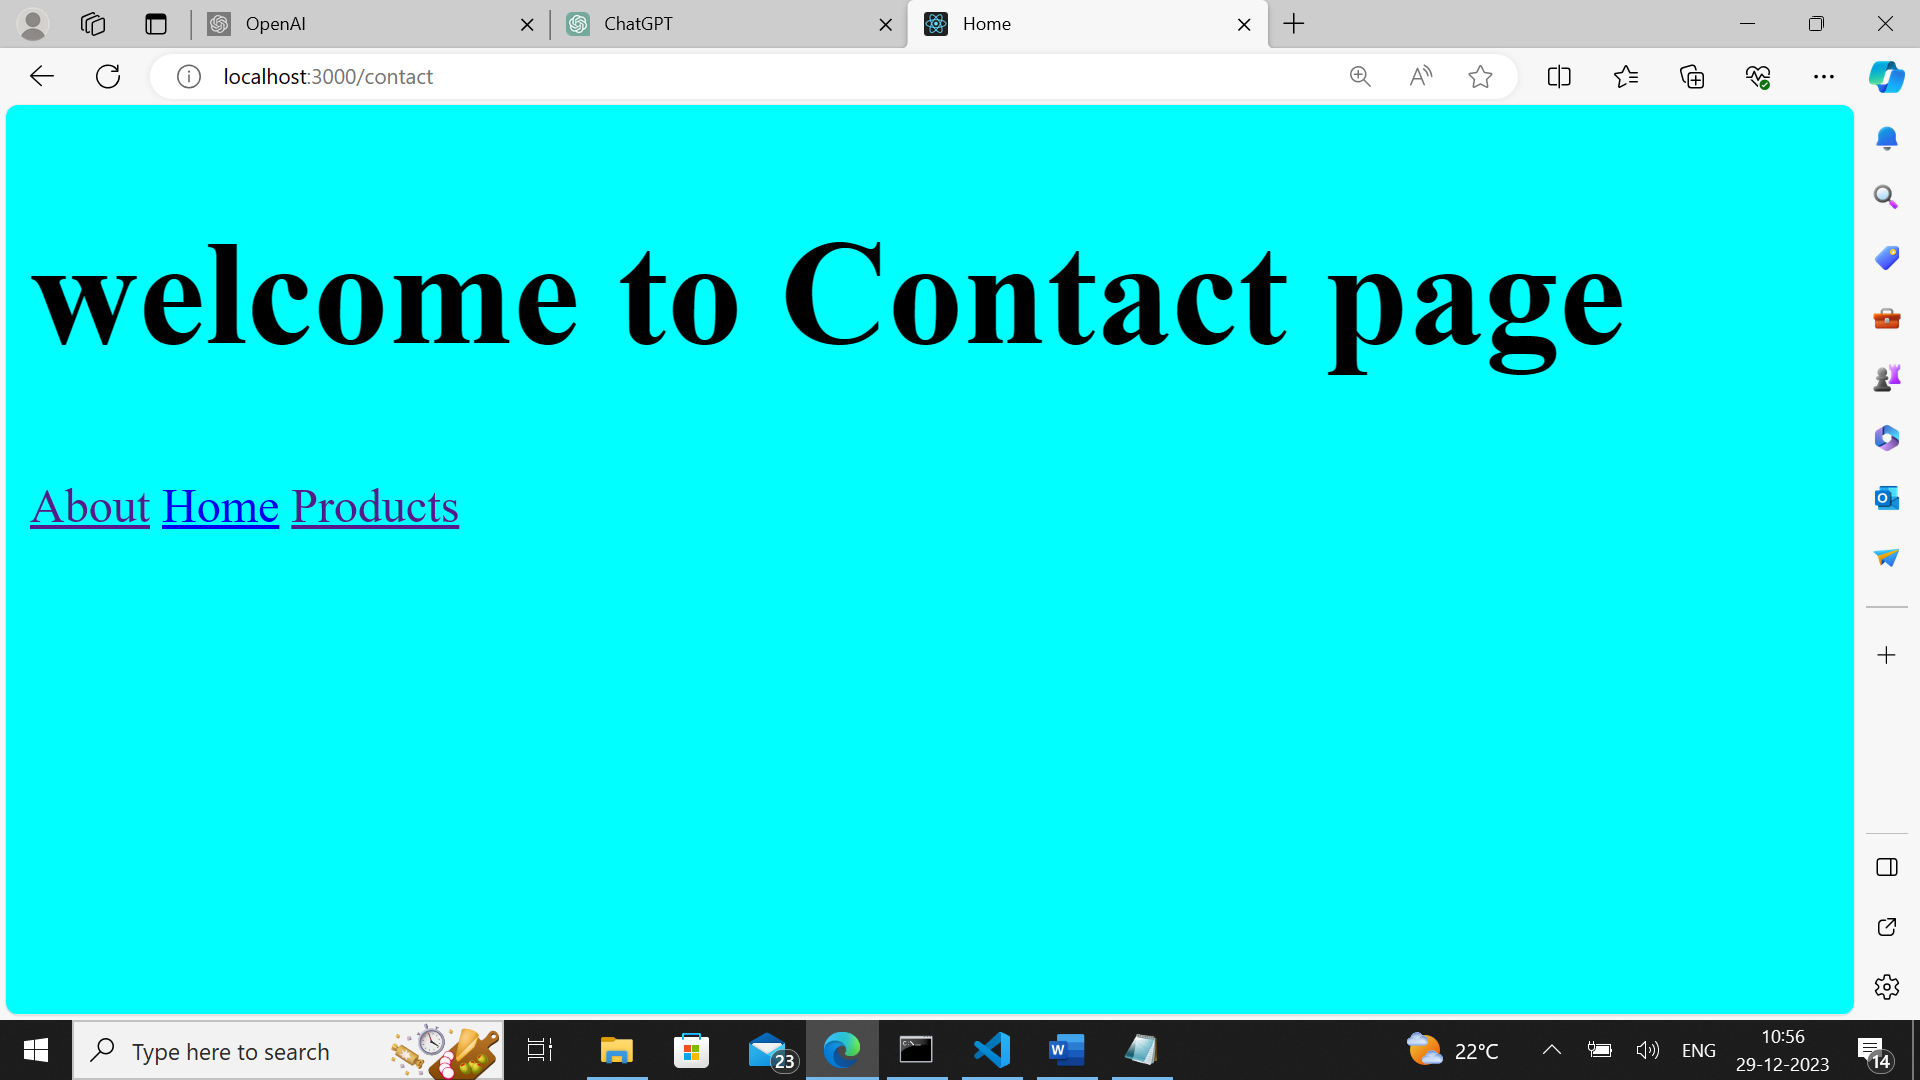 OpenAI
ChatGPT
Home
localhost:3000/contact
welcome to Contact page
About Home Products
Type here to search
23
22°C
ENG
10:56
29-12-2023
14